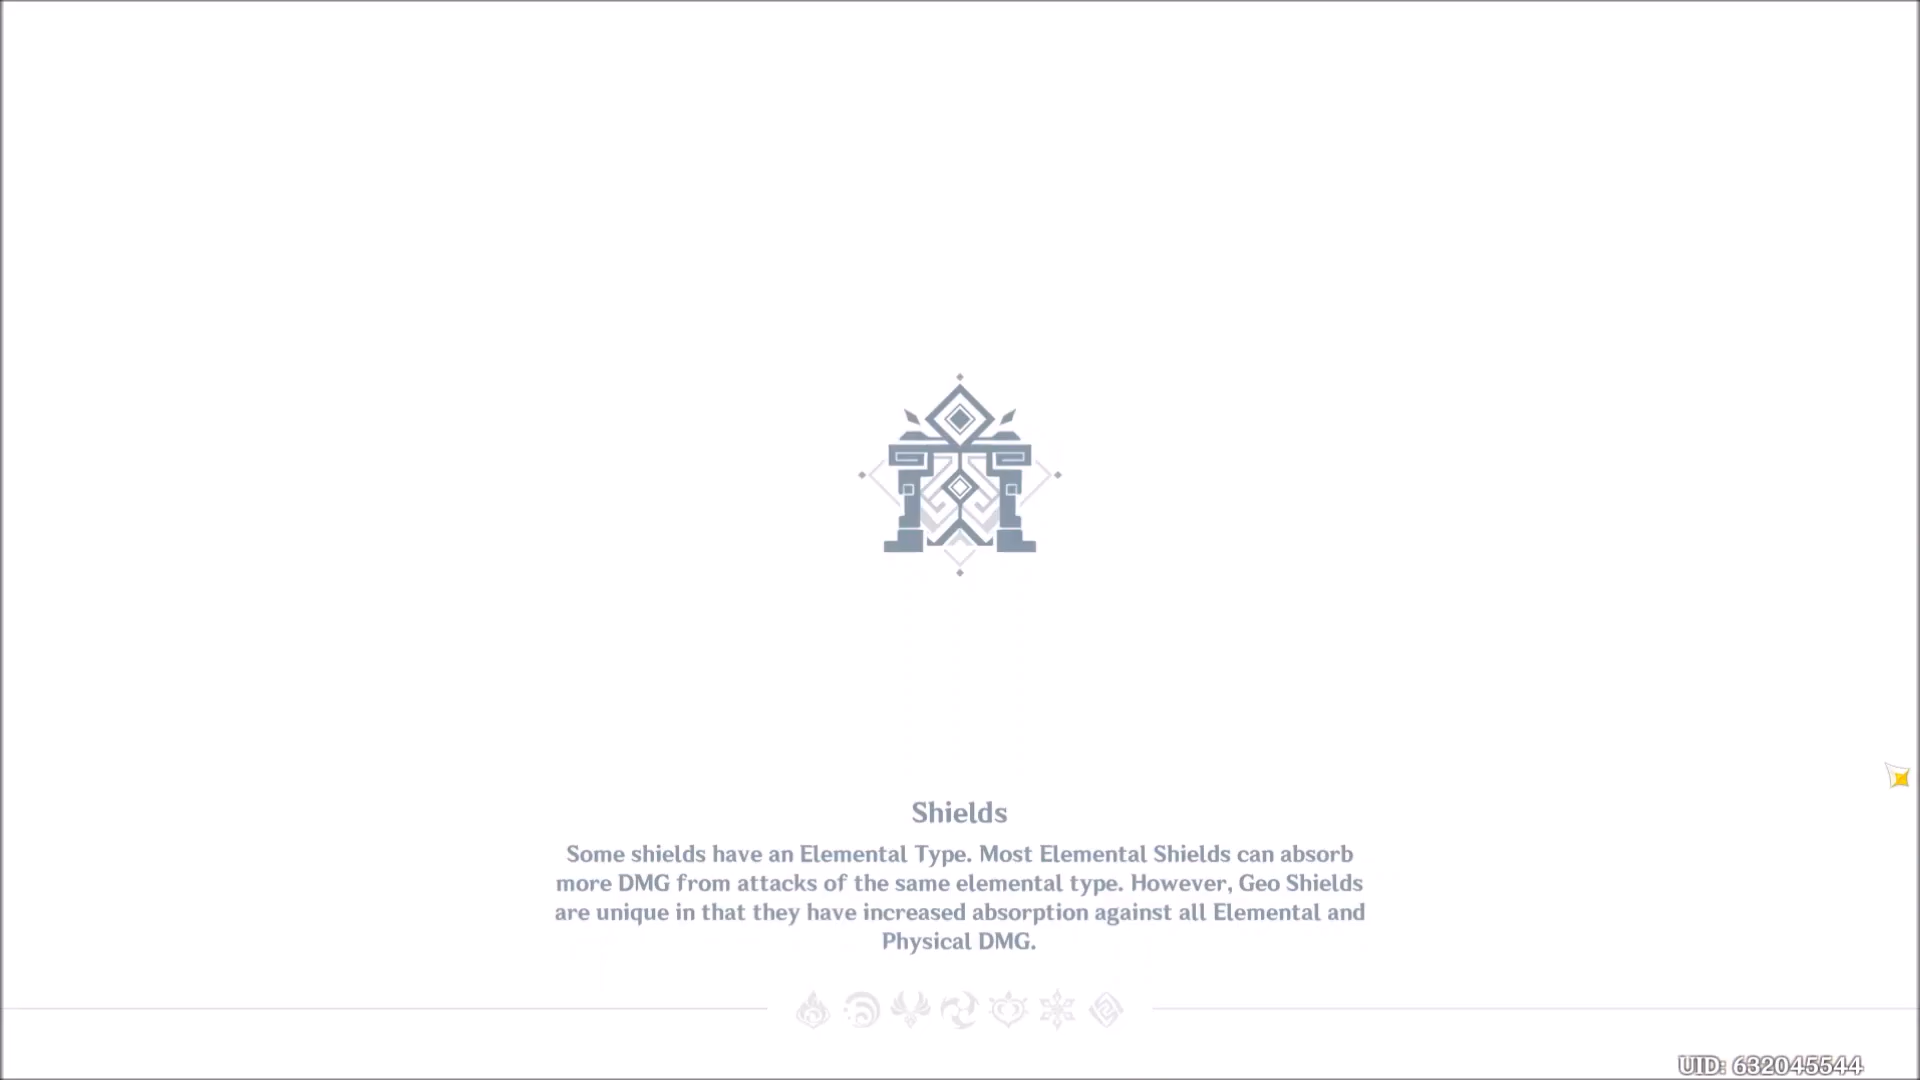 Shields
Some shields have an Elemental Type. Most Elemental Shields can absorb
more DMG from attacks of the same elemental type. However, Geo Shields
are unique in that they have increased absorption against all Elemental and
Physical DMG.
UID: 632045544